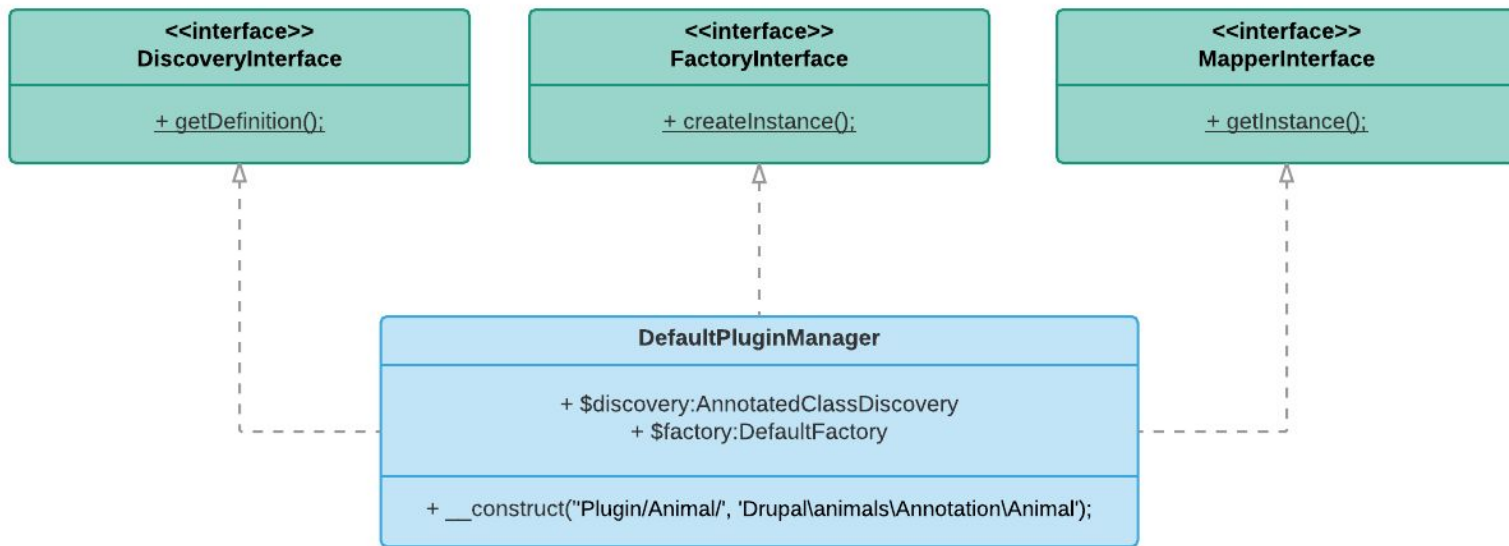 <<interface>>
DiscoveryInterface
+ getDefinition();
<<interface>>
FactoryInterface
+ createInstance();
<<interface>>
MapperInterface
+ getInstance();
DefaultPluginManager
+ $discovery:AnnotatedClassDiscovery
+ $factory:DefaultFactory
+ __construct("Plugin/Animal/', 'Drupal\animals\Annotation\Animal');